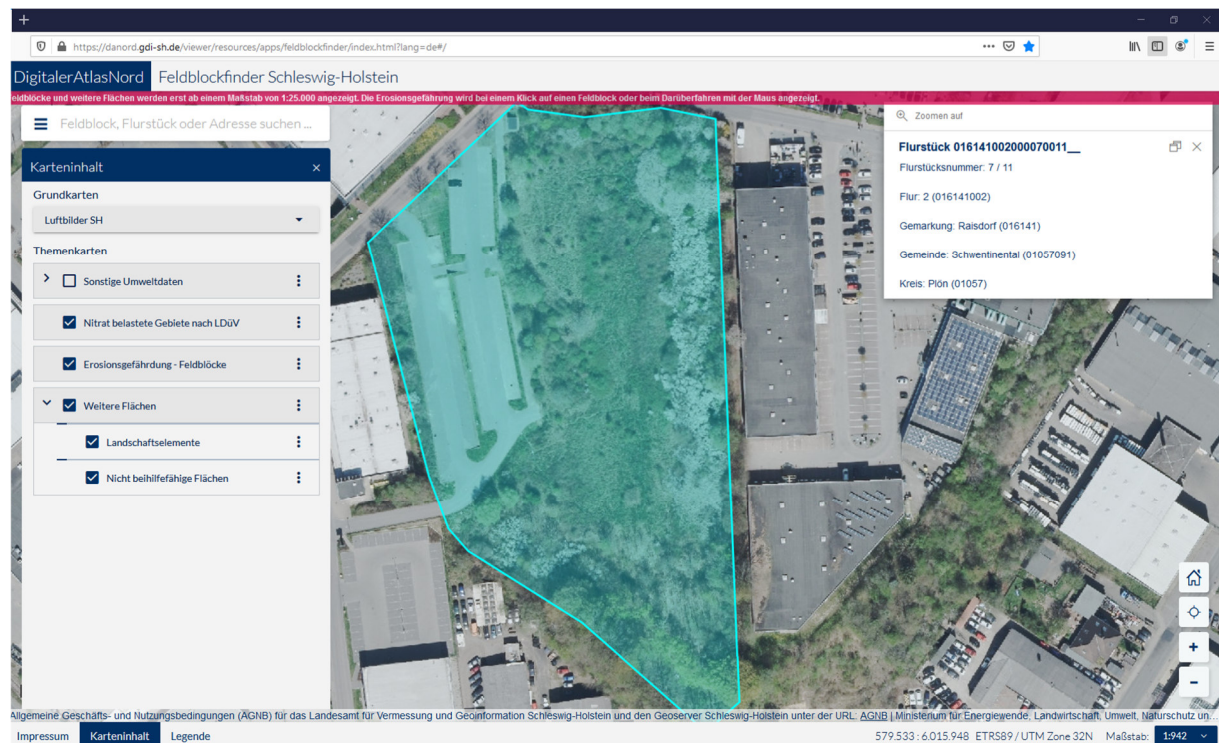 https://danord.gdi-sh.de/viewer/resources/apps/feldblockfinder/index.html?lang=de#/
DigitalerAtlasNord Feldblockfinder Schleswig-Holstein
eldblöcke und weitere Flächen werden erst ab einem Maßstab von 1:25.000 angezeigt. Die Erosionsgefährung wird bei einem Klick auf einen Feldblock oder beim Darüberfahren mit der Maus angezeigt.
Feldblock, Flurstück oder Adresse suchen ...
Karteninhalt
Grundkarten
Luftbilder SH
Themenkarten
Sonstige Umweltdaten
Nitrat belastete Gebiete nach LDüV
Erosionsgefährdung - Feldblöcke
Weitere Flächen
Landschaftselemente
Nicht beihilfefähige Flächen
Zoomen auf
Flurstück 016141002000070011__
Flurstücksnummer: 7 / 11
Flur: 2 (016141002)
Gemarkung: Raisdorf (016141)
Gemeinde: Schwentinental (01057091)
Kreis: Plön (01057)
Allgemeine Geschäfts- und Nutzungsbedingungen (AGNB) für das Landesamt für Vermessung und Geoinformation Schleswig-Holstein und den Geoserver Schleswig-Holstein unter der URL: AGNB | Ministerium für Energiewende, Landwirtschaft, Umwelt, Naturschutz un...
Impressum Karteninhalt Legende 579.533 : 6.015.948 ETRS89 / UTM Zone 32N Maßstab: 1:942